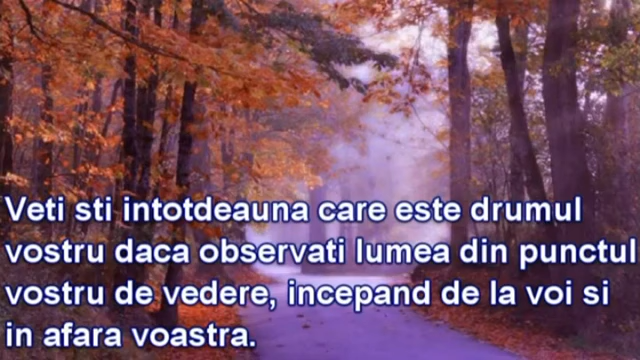 Veti sti intotdeauna care este drumul
vostru daca observati lumea din punctul
vostru de vedere, incepand de la voi si
in afara voastra.